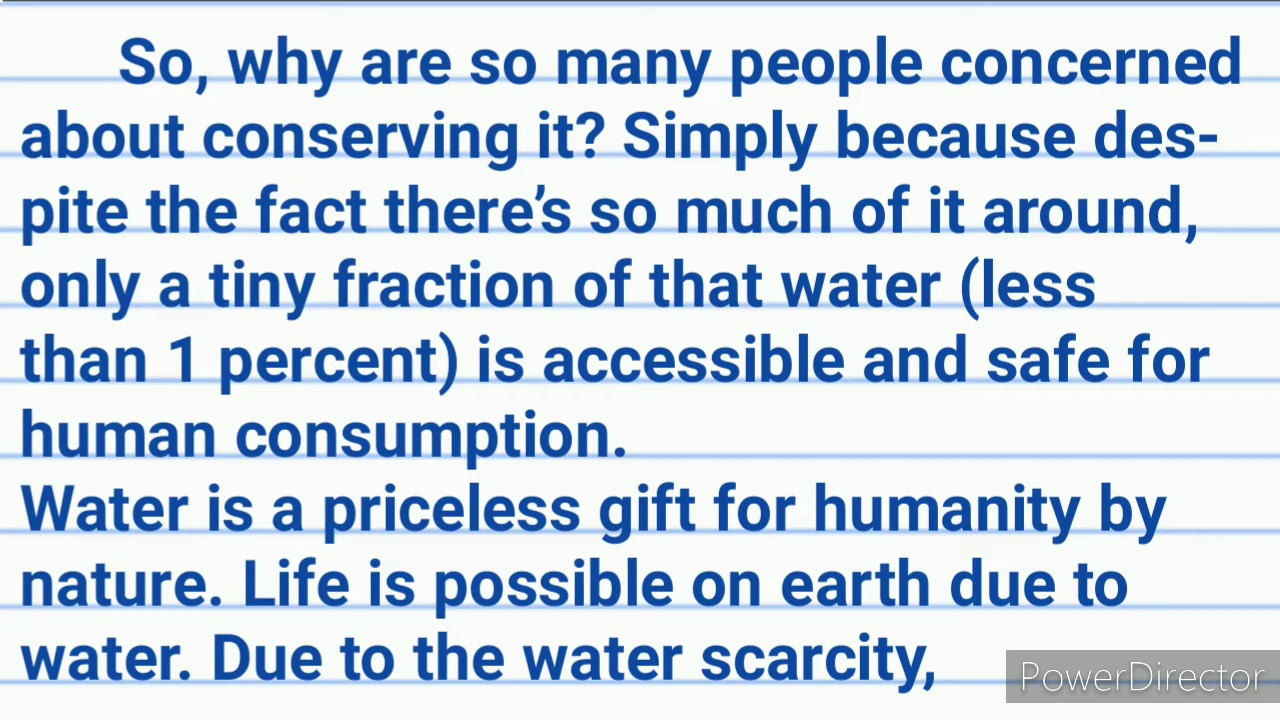 So, why are so many people concerned
about conserving it? Simply because des-
pite the fact there’s so much of it around,
only a tiny fraction of that water (less
than 1 percent) is accessible and safe for
human consumption.
Water is a priceless gift for humanity by
nature. Life is possible on earth due to
water. Due to the water scarcity,
PowerDirector